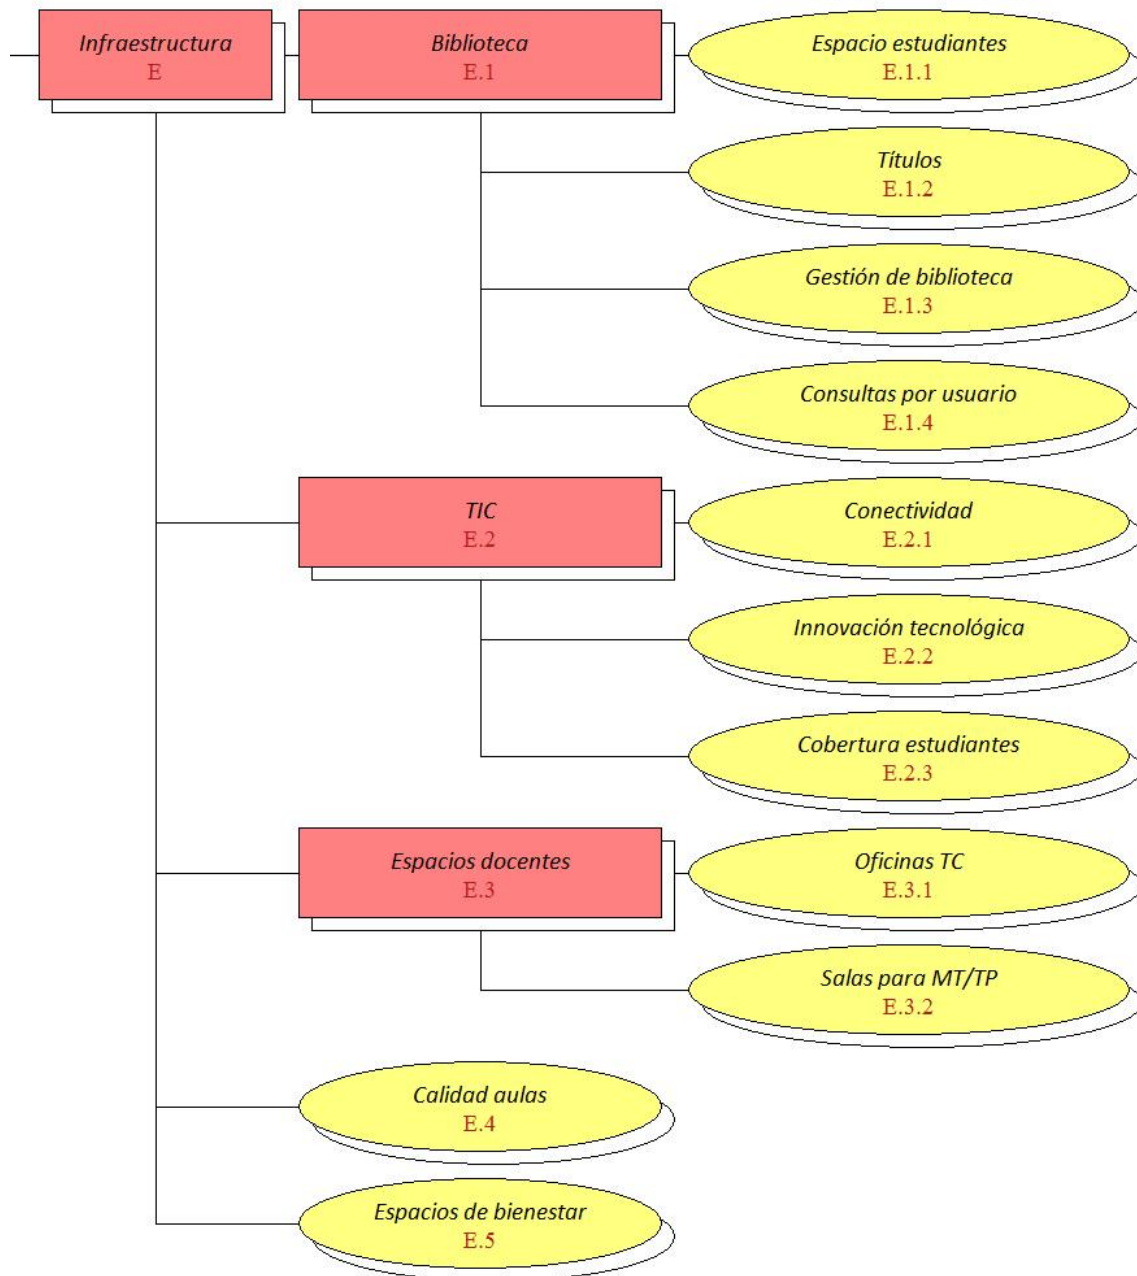 Infraestructura
E
Biblioteca
E.1
Espacio estudiantes
E.1.1
Títulos
E.1.2
Gestión de biblioteca
E.1.3
Consultas por usuario
E.1.4
TIC
E.2
Conectividad
E.2.1
Innovación tecnológica
E.2.2
Cobertura estudiantes
E.2.3
Espacios docentes
E.3
Oficinas TC
E.3.1
Salas para MT/TP
E.3.2
Calidad aulas
E.4
Espacios de bienestar
E.5